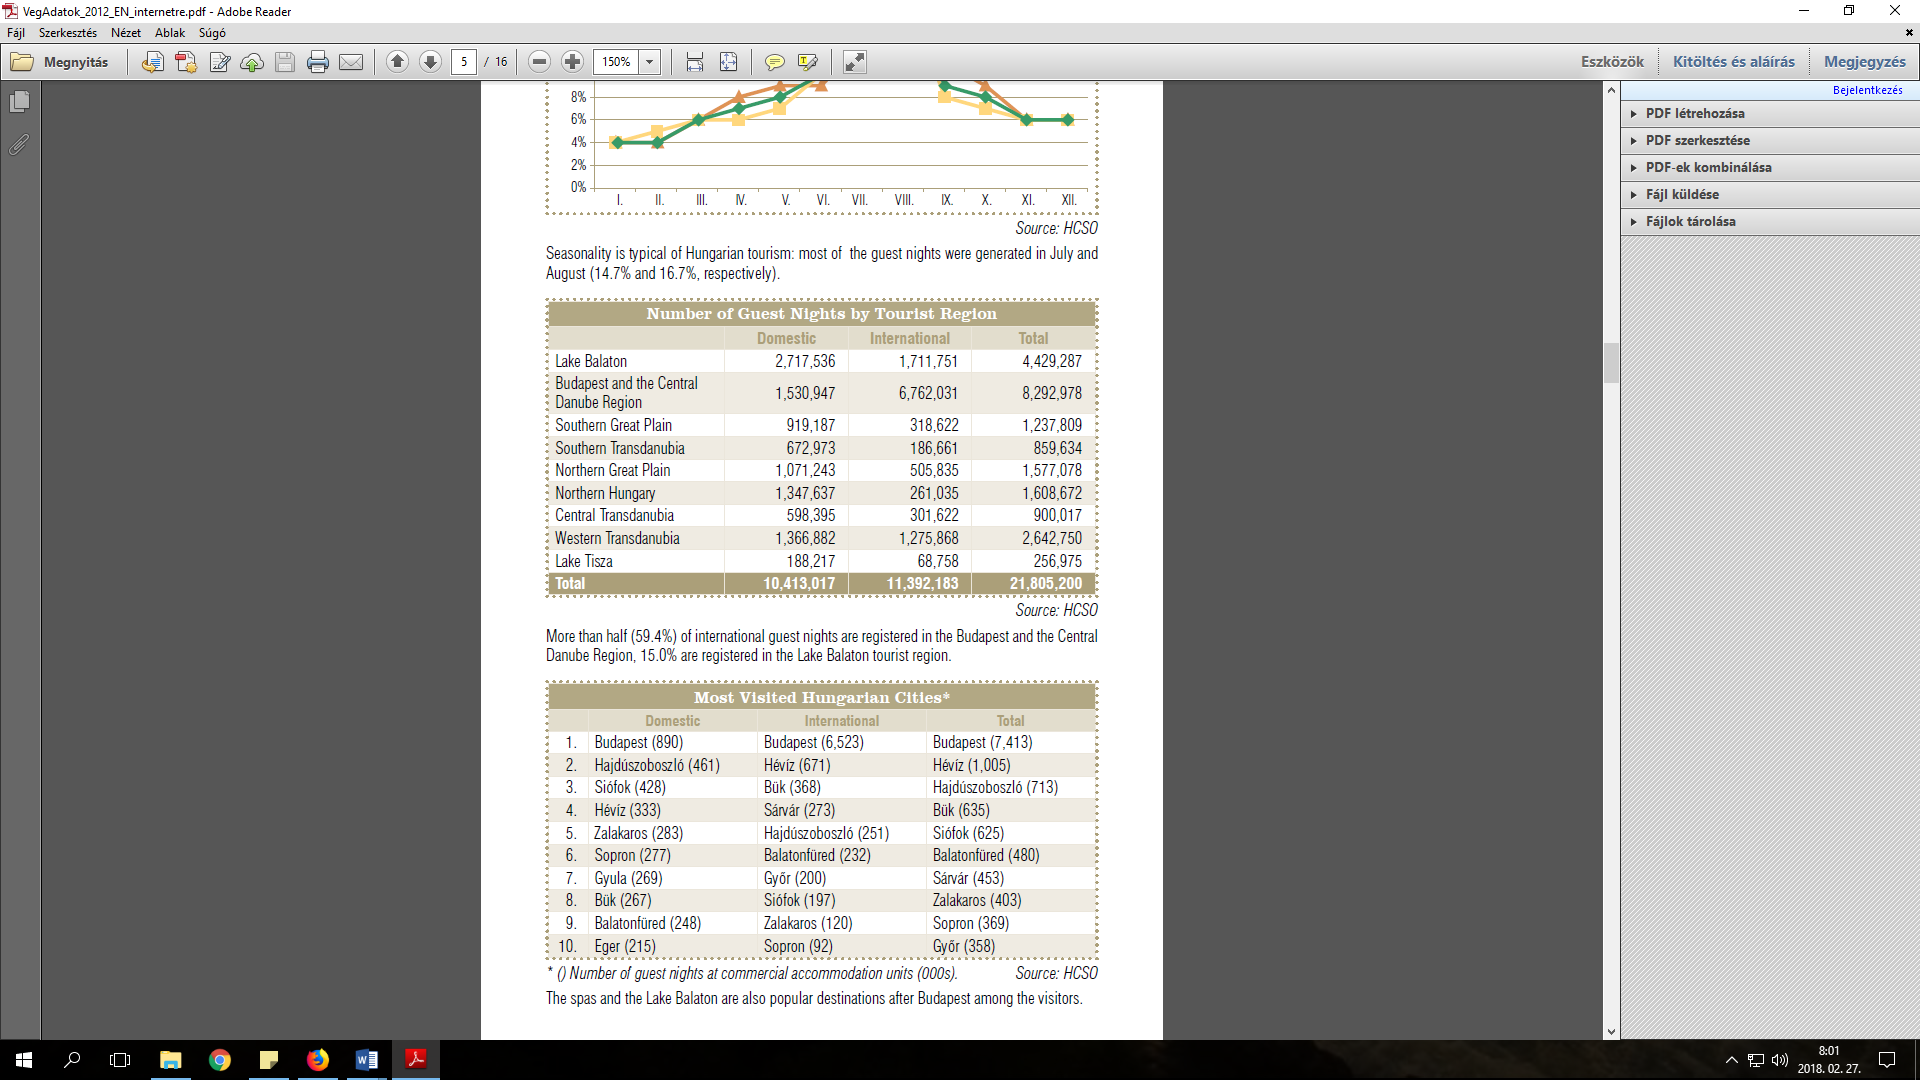 VegAdatok_2012_EN_internetre.pdf - Adobe Reader
Fájl Szerkesztés Nézet Ablak Súgó
Megnyitás 5 / 16 150% Eszközök Kitöltés és aláírás Megjegyzés
Bejelentkezés
PDF létrehozása
PDF szerkesztése
PDF-ek kombinálása
Fájl küldése
Fájlok tárolása
8%
6%
4%
2%
0%
I. II. III. IV. V. VI. VII. VIII. IX. X. XI. XII.
Source: HCSO
Seasonality is typical of Hungarian tourism: most of the guest nights were generated in July and
August (14.7% and 16.7%, respectively).
Number of Guest Nights by Tourist Region
Domestic International Total
Lake Balaton 2,717,536 1,711,751 4,429,287
Budapest and the Central
Danube Region 1,530,947 6,762,031 8,292,978
Southern Great Plain 919,187 318,622 1,237,809
Southern Transdanubia 672,973 186,661 859,634
Northern Great Plain 1,071,243 505,835 1,577,078
Northern Hungary 1,347,637 261,035 1,608,672
Central Transdanubia 598,395 301,622 900,017
Western Transdanubia 1,366,882 1,275,868 2,642,750
Lake Tisza 188,217 68,758 256,975
Total 10,413,017 11,392,183 21,805,200
Source: HCSO
More than half (59.4%) of international guest nights are registered in the Budapest and the Central
Danube Region, 15.0% are registered in the Lake Balaton tourist region.
Most Visited Hungarian Cities*
Domestic International Total
1. Budapest (890) Budapest (6,523) Budapest (7,413)
2. Hajdúszoboszló (461) Hévíz (671) Hévíz (1,005)
3. Siófok (428) Bük (368) Hajdúszoboszló (713)
4. Hévíz (333) Sárvár (273) Bük (635)
5. Zalakaros (283) Hajdúszoboszló (251) Siófok (625)
6. Sopron (277) Balatonfüred (232) Balatonfüred (480)
7. Gyula (269) Győr (200) Sárvár (453)
8. Bük (267) Siófok (197) Zalakaros (403)
9. Balatonfüred (248) Zalakaros (120) Sopron (369)
10. Eger (215) Sopron (92) Győr (358)
* () Number of guest nights at commercial accommodation units (000s). Source: HCSO
The spas and the Lake Balaton are also popular destinations after Budapest among the visitors.
8:01
2018. 02. 27.